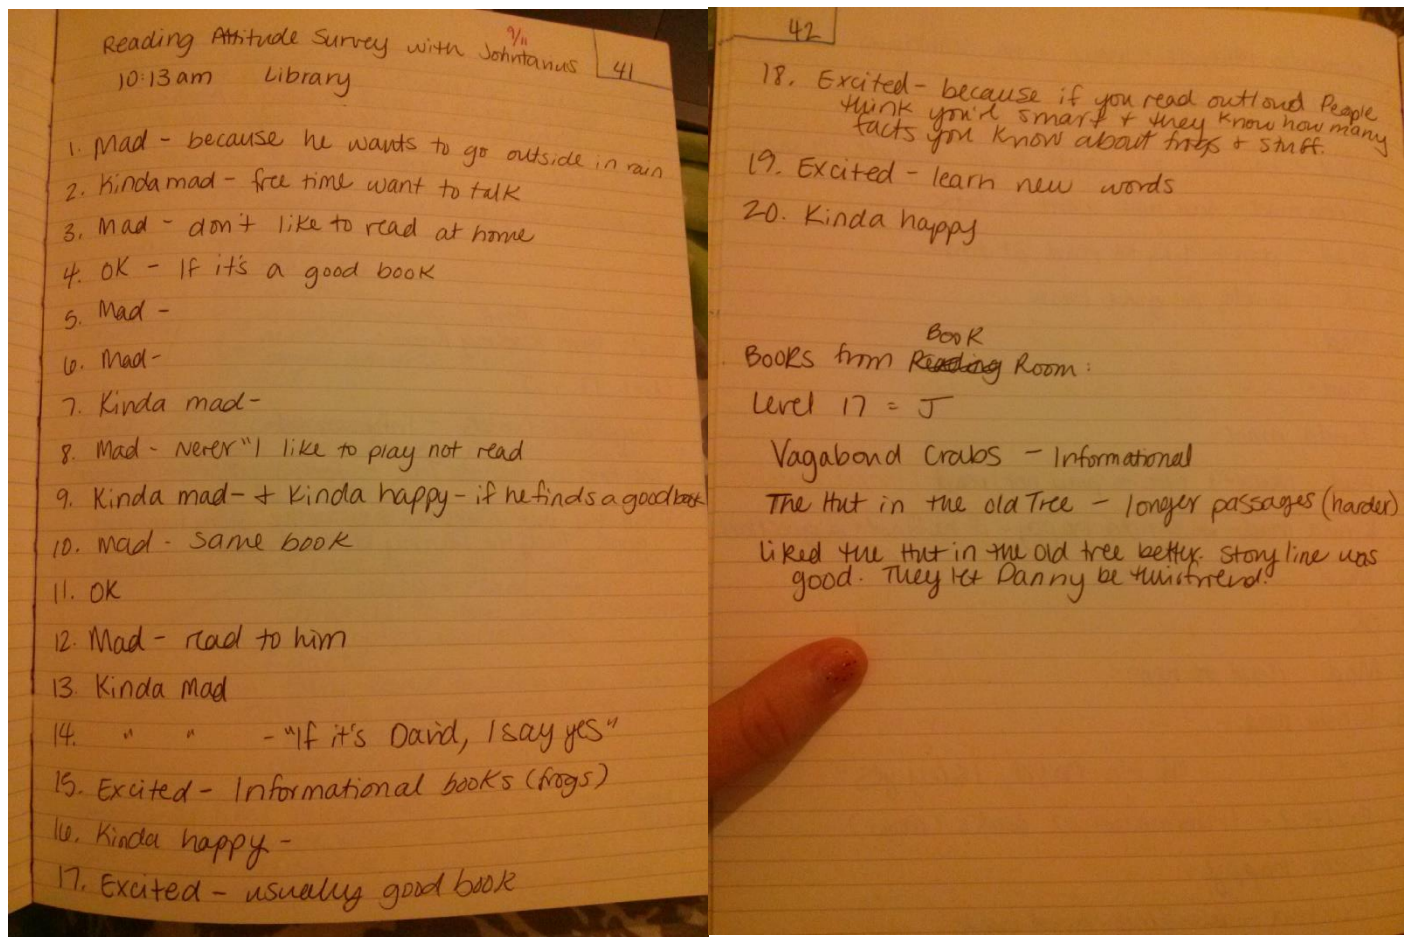 9/11
Reading Attitude Survey with Johntanus
41
10:13am Library
1. Mad - because he wants to go outside in rain
2. Kinda mad - free time want to talk
3. Mad - don't like to read at home
4. OK - If it's a good book
5. Mad -
6. Mad-
7. Kinda mad-
8. Mad - Never "I like to play not read
9. Kinda mad- + Kinda happy - if he finds a good book
10. Mad - same book
11. OK
12. Mad - read to him
13. Kinda Mad
14. " " - "If it's David, I say yes"
15. Excited - Informational books (frogs)
16. Kinda happy -
17. Excited - usually good book
42
18. Excited - because if you read outloud People
think you're smart + they know how many
facts you know about frogs + stuff.
19. Excited - learn new words
20. Kinda happy
Book
Books from Reading Room:
Level 17 = J
Vagabond Crabs - Informational
The Hut in the old Tree - longer passages (harder)
Liked the Hut in the old tree better. Story line was
good. They let Danny be their friend.